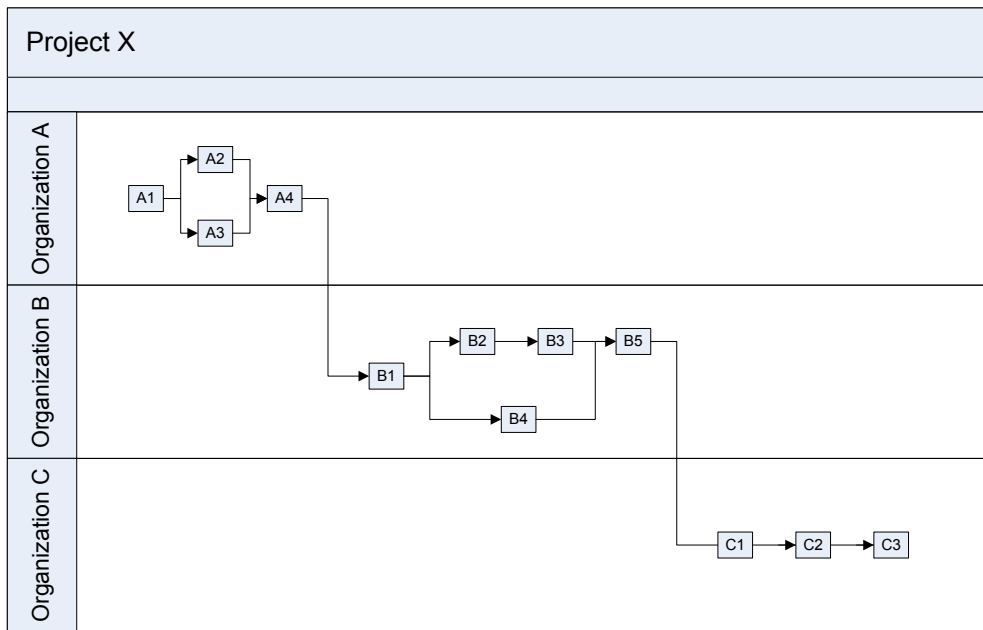 Project X
Organization A
A1
A2
A3
A4
Organization B
B1
B2
B3
B4
B5
Organization C
C1
C2
C3